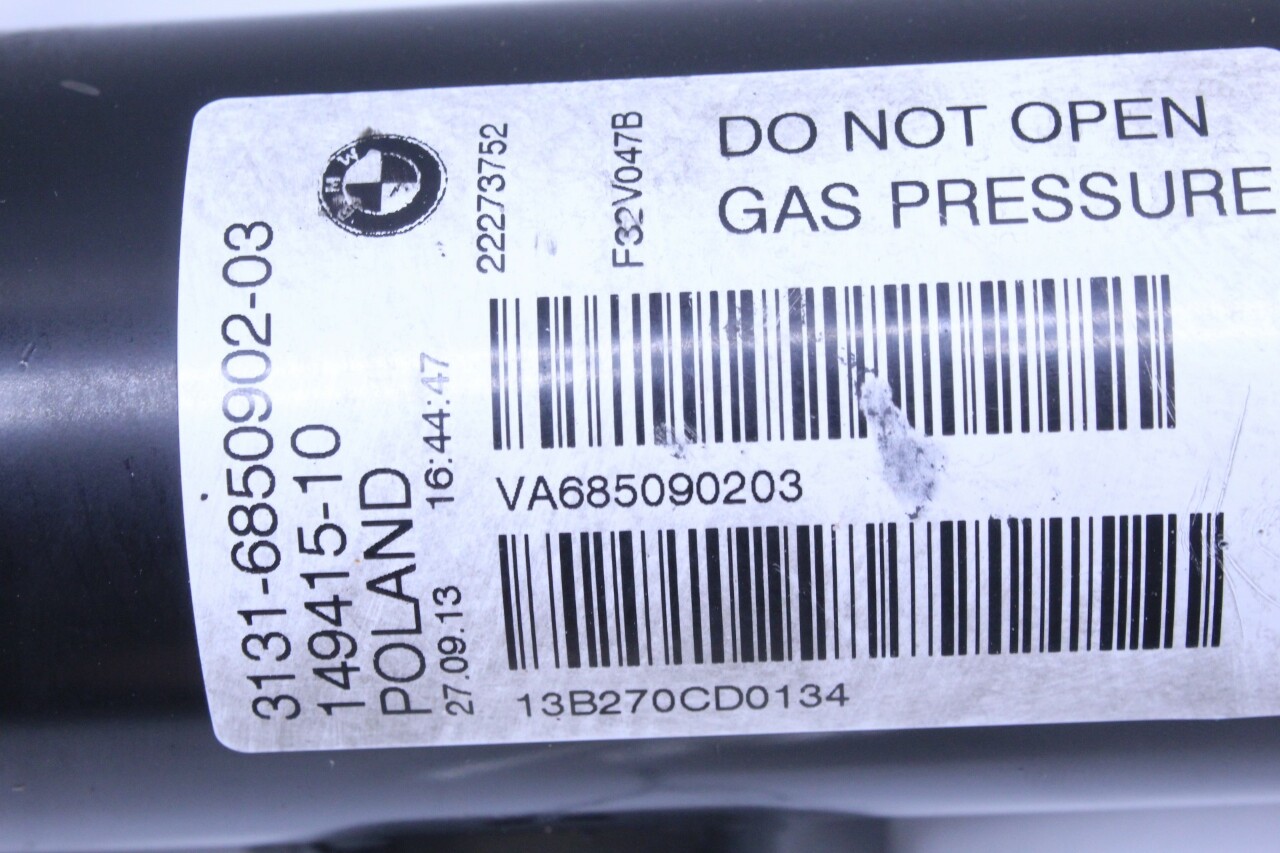 3131-6850902-03
149415-10
POLAND
27.09.13 16:44:47
BMW
22273752
F32V047B
DO NOT OPEN
GAS PRESSURE
VA685090203
13B270CD0134